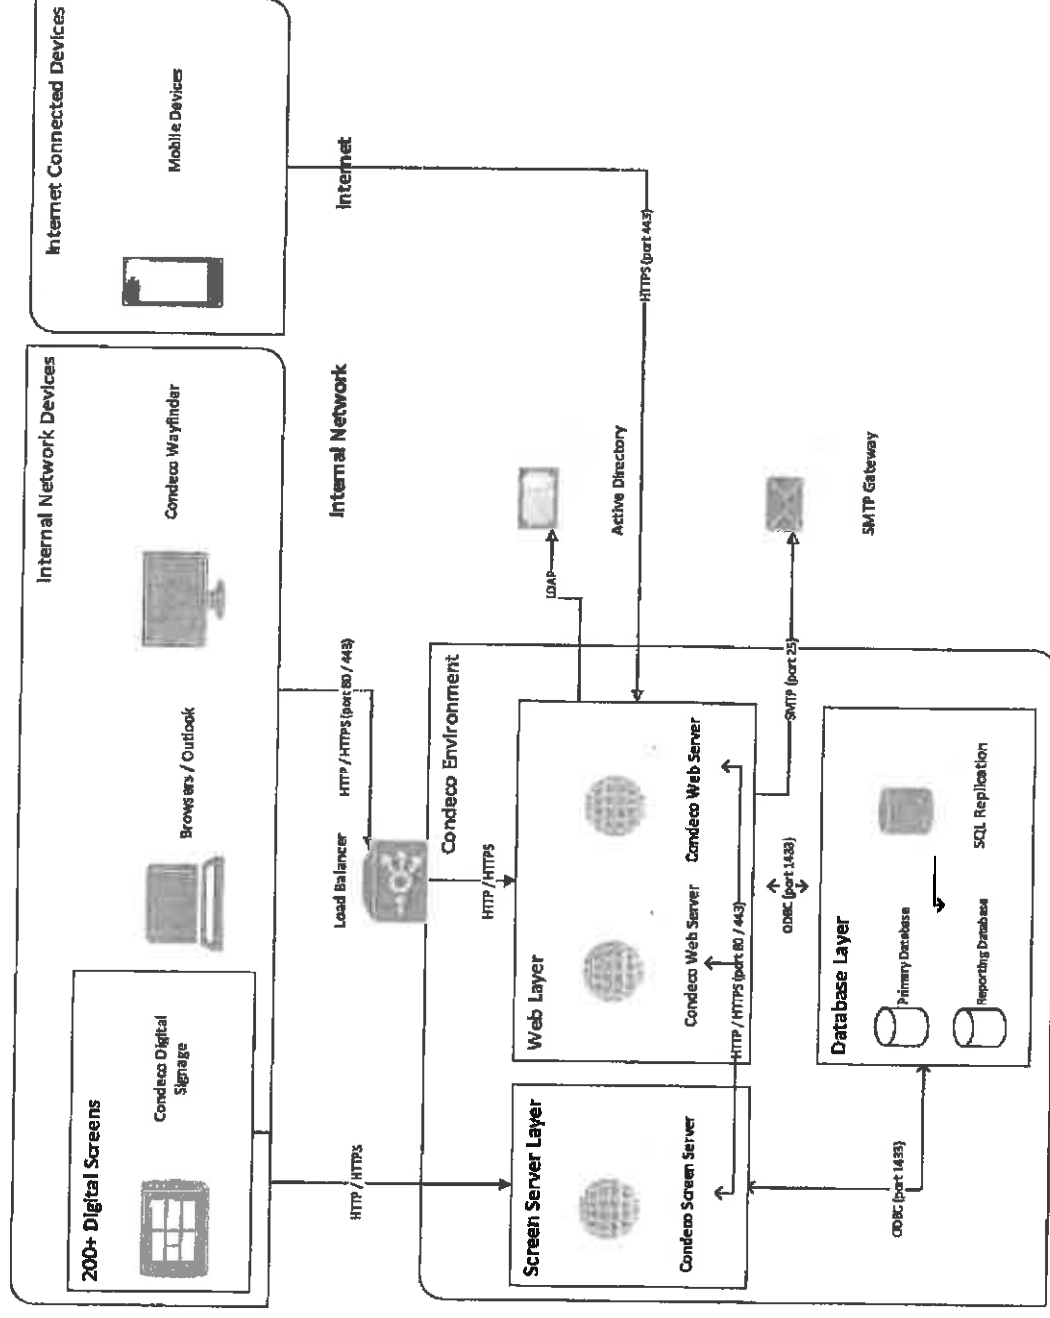 Internal Network Devices
Internet Connected Devices
200+ Digital Screens
Condeco Digital
Signage
Browsers / Outlook
Condeco Wayfinder
Mobile Devices
Internal Network
Internet
HTTP / HTTPS
Load Balancer
HTTP / HTTPS (port 80 / 443)
Condeco Environment
HTTP / HTTPS
LDAP
Active Directory
HTTPS (port 443)
Screen Server Layer
Web Layer
Condeco Screen Server
Condeco Web Server
Condeco Web Server
HTTP / HTTPS (port 80 / 443)
ODBC (port 1433)
SMTP (port 25)
SMTP Gateway
Database Layer
Primary Database
Reporting Database
SQL Replication
ODBC (port 1433)